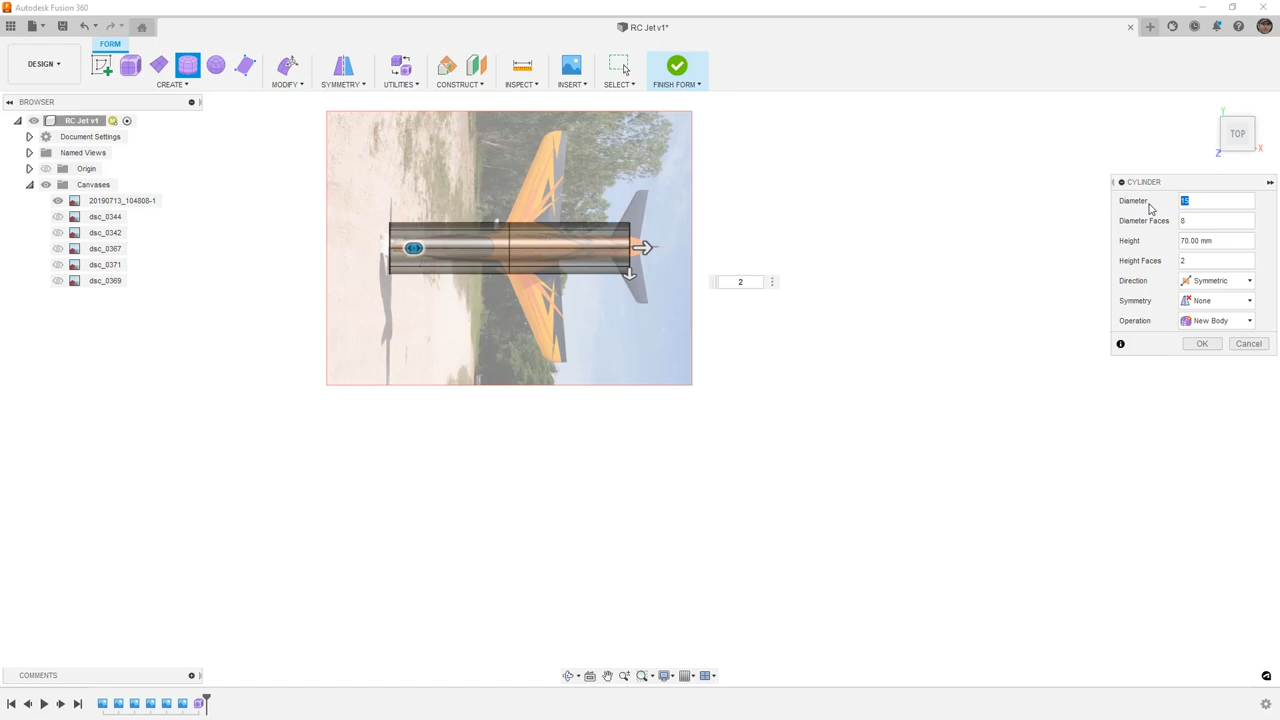 Autodesk Fusion 360
RC Jet v1*
FORM
DESIGN
CREATE
MODIFY
SYMMETRY
UTILITIES
CONSTRUCT
INSPECT
INSERT
SELECT
FINISH FORM
BROWSER
RC Jet v1
Document Settings
Named Views
Origin
Canvases
20190713_104808-1
dsc_0344
dsc_0342
dsc_0367
dsc_0371
dsc_0369
2
Y
TOP
X
Z
CYLINDER
Diameter 15
Diameter Faces 8
Height 70.00 mm
Height Faces 2
Direction Symmetric
Symmetry None
Operation New Body
OK Cancel
COMMENTS